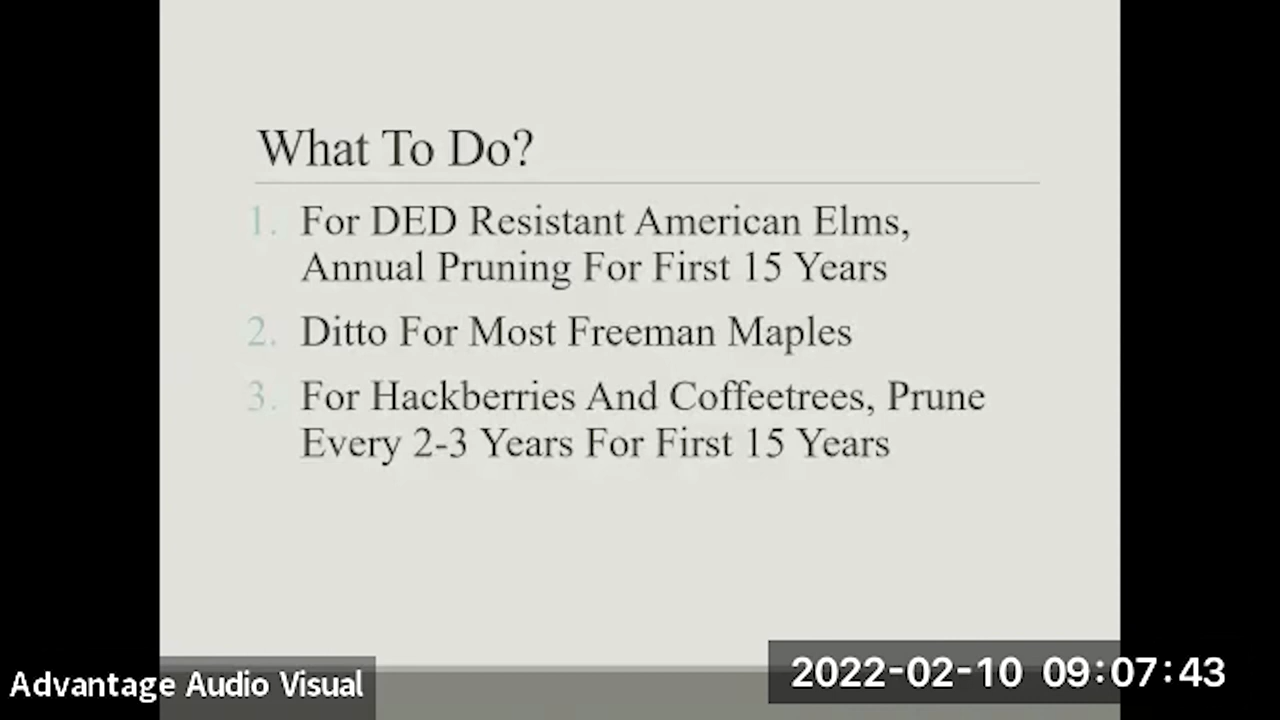 What To Do?
1. For DED Resistant American Elms,
Annual Pruning For First 15 Years
2. Ditto For Most Freeman Maples
3. For Hackberries And Coffeetrees, Prune
Every 2-3 Years For First 15 Years
Advantage Audio Visual
2022-02-10 09:07:43